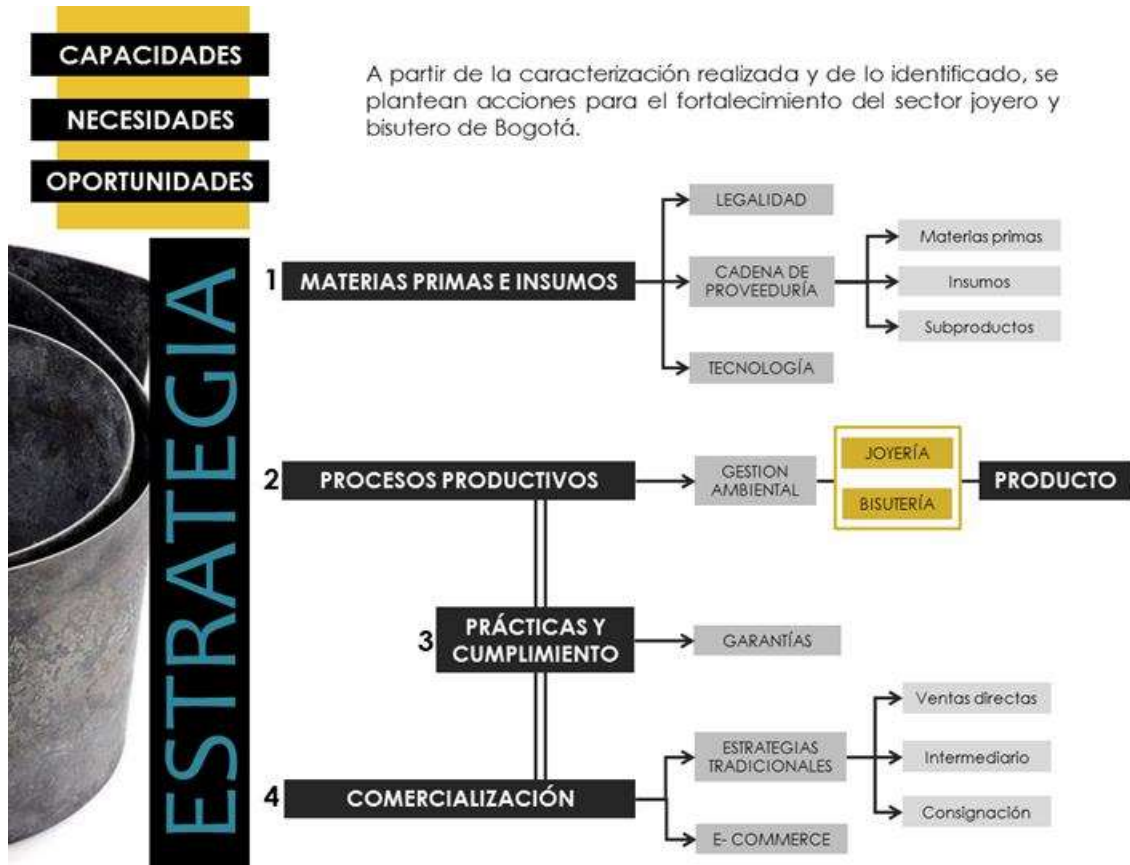 CAPACIDADES
NECESIDADES
OPORTUNIDADES
A partir de la caracterización realizada y de lo identificado, se
plantean acciones para el fortalecimiento del sector joyero y
bisutero de Bogotá.
ESTRATEGIA
1 MATERIAS PRIMAS E INSUMOS
LEGALIDAD
CADENA DE
PROVEEDURÍA
Materias primas
Insumos
Subproductos
TECNOLOGÍA
2 PROCESOS PRODUCTIVOS
GESTION
AMBIENTAL
JOYERÍA
BISUTERÍA
PRODUCTO
3 PRÁCTICAS Y
CUMPLIMIENTO
GARANTÍAS
4 COMERCIALIZACIÓN
ESTRATEGIAS
TRADICIONALES
Ventas directas
Intermediario
Consignación
E- COMMERCE